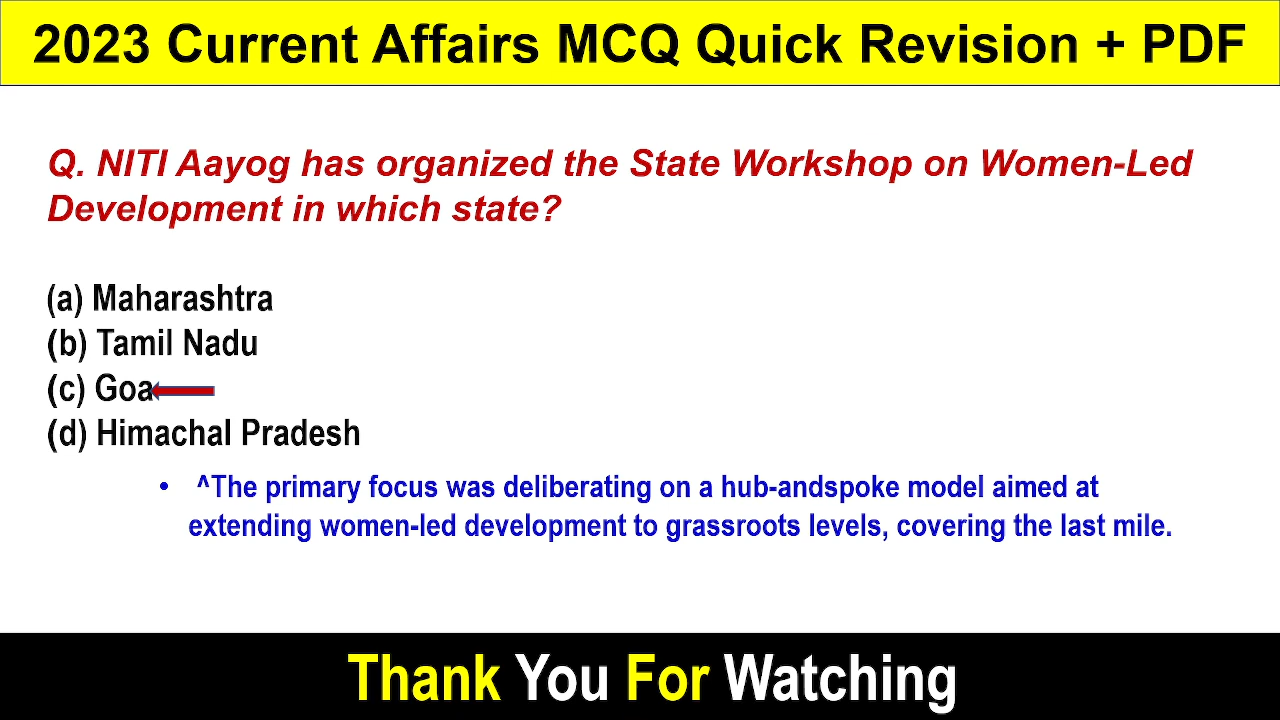 2023 Current Affairs MCQ Quick Revision + PDF
Q. NITI Aayog has organized the State Workshop on Women-Led
Development in which state?
(a) Maharashtra
(b) Tamil Nadu
(c) Goa
(d) Himachal Pradesh
• ^The primary focus was deliberating on a hub-andspoke model aimed at
extending women-led development to grassroots levels, covering the last mile.
Thank You For Watching